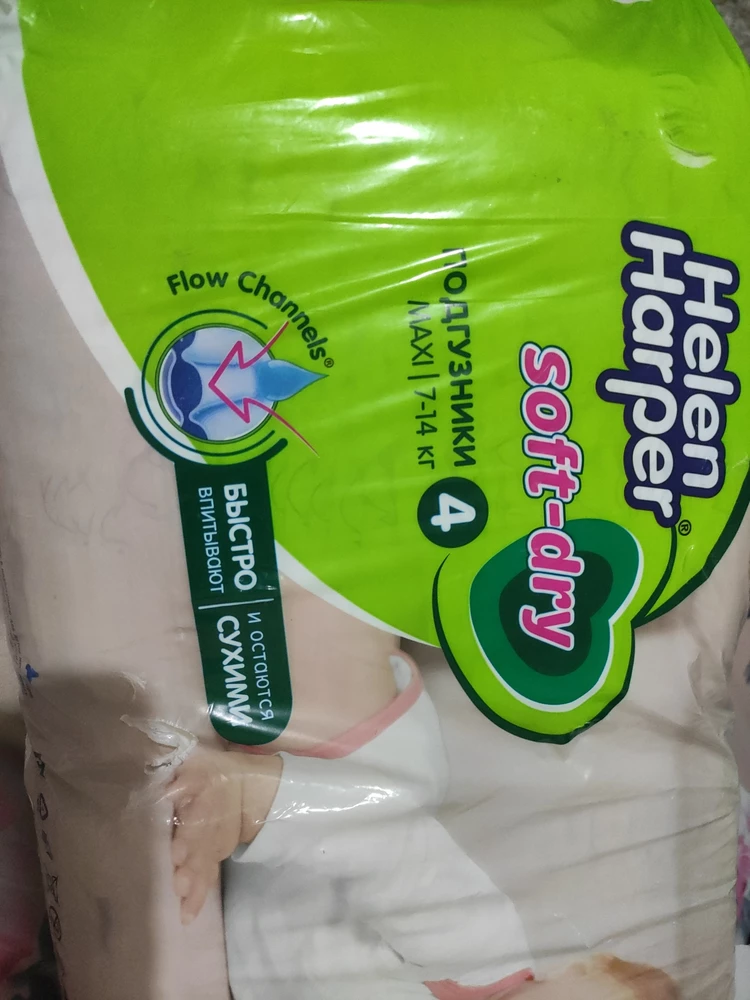 Helen
Harper®
soft-dry
ПОДГУЗНИКИ
MAXI | 7-14 КГ
4
Flow Channels®
БЫСТРО | И ОСТАЮТСЯ
ВПИТЫВАЮТ | СУХИМИ